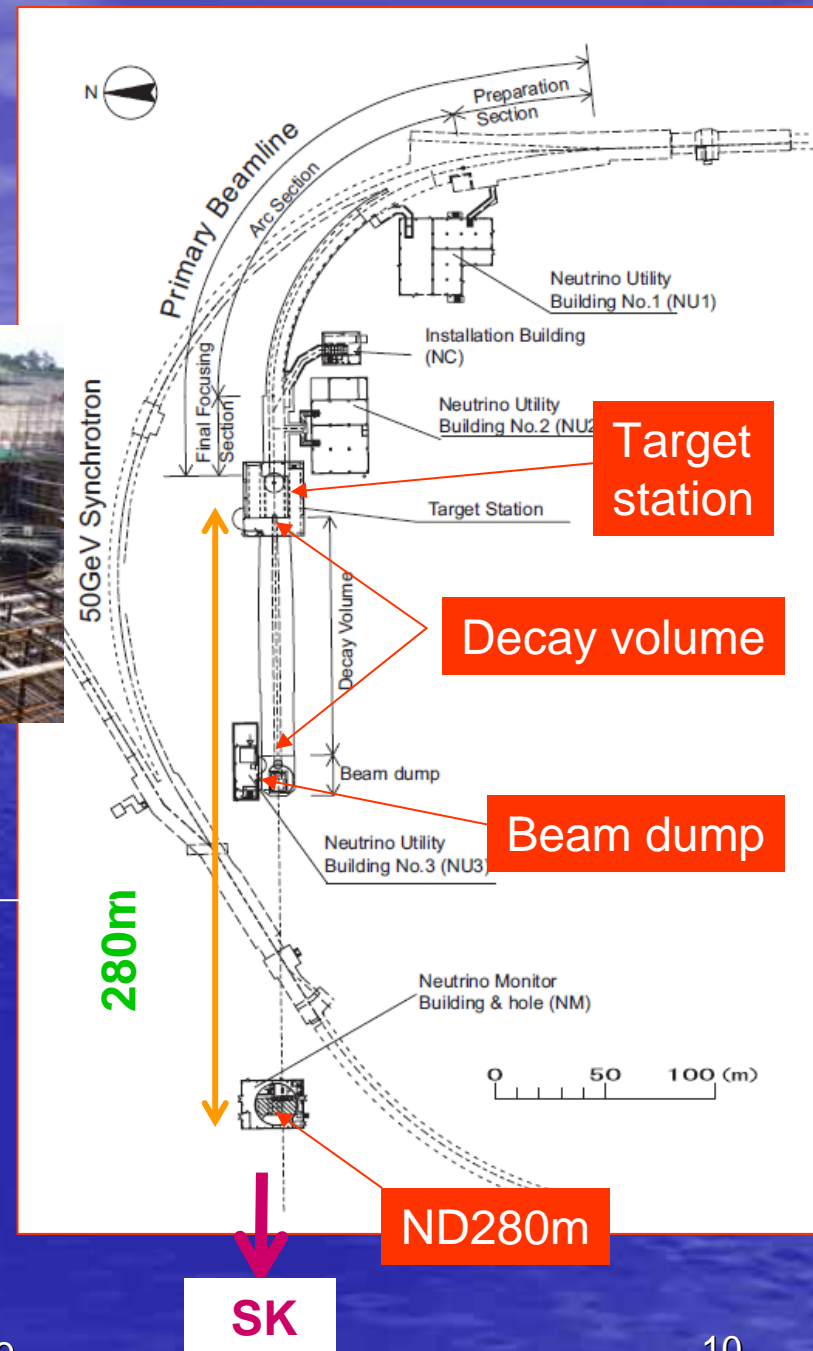 N
Preparation
Section
Arc Section
Primary Beamline
Final Focusing
Section
50GeV Synchrotron
Neutrino Utility
Building No.1 (NU1)
Installation Building
(NC)
Neutrino Utility
Building No.2 (NU2
Target
station
Target Station
Decay Volume
Decay volume
Beam dump
Beam dump
Neutrino Utility
Building No.3 (NU3)
280m
Neutrino Monitor
Building & hole (NM)
0 50 100 (m)
ND280m
SK
10